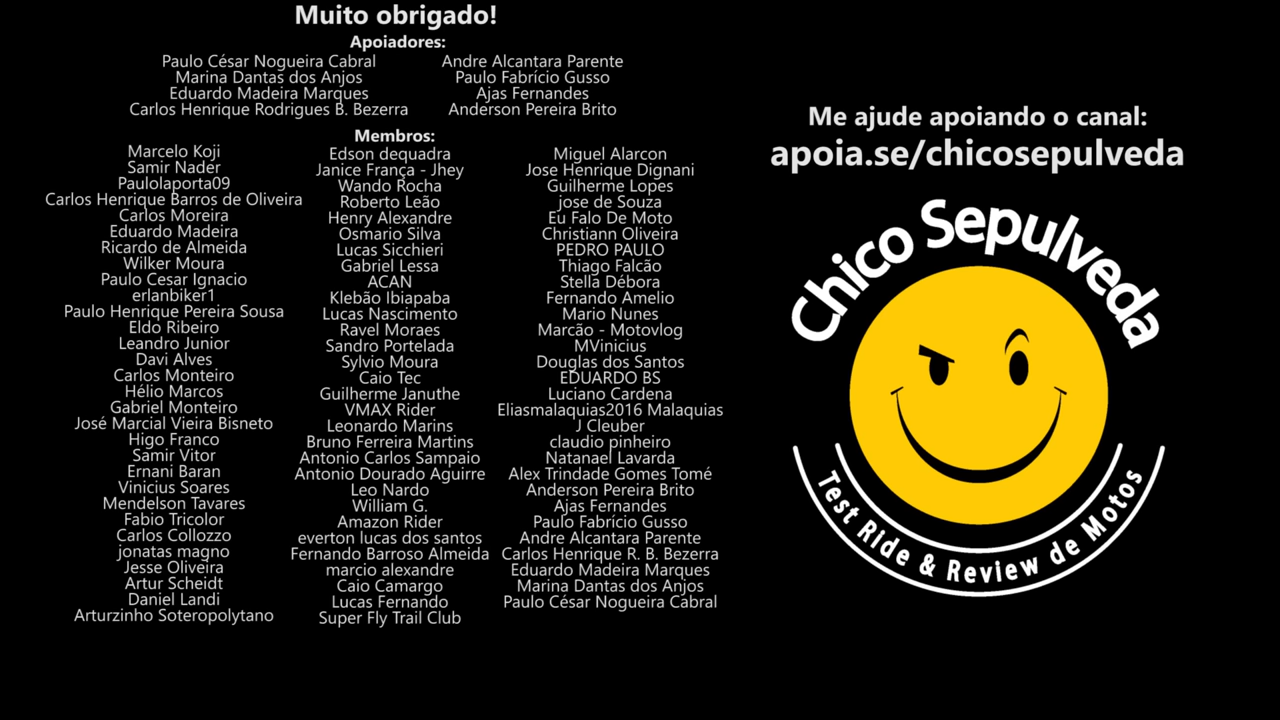 Muito obrigado!
Apoiadores:
Paulo César Nogueira Cabral
Marina Dantas dos Anjos
Eduardo Madeira Marques
Carlos Henrique Rodrigues B. Bezerra
Andre Alcantara Parente
Paulo Fabrício Gusso
Ajas Fernandes
Anderson Pereira Brito
Membros:
Marcelo Koji
Samir Nader
Paulolaporta09
Carlos Henrique Barros de Oliveira
Carlos Moreira
Eduardo Madeira
Ricardo de Almeida
Wilker Moura
Paulo Cesar Ignacio
erlanbiker1
Paulo Henrique Pereira Sousa
Eldo Ribeiro
Leandro Junior
Davi Alves
Carlos Monteiro
Hélio Marcos
Gabriel Monteiro
José Marcial Vieira Bisneto
Higo Franco
Samir Vitor
Ernani Baran
Vinicius Soares
Mendelson Tavares
Fabio Tricolor
Carlos Collozzo
jonatas magno
Jesse Oliveira
Artur Scheidt
Daniel Landi
Arturzinho Soteropolytano
Edson dequadra
Janice França - Jhey
Wando Rocha
Roberto Leão
Henry Alexandre
Osmario Silva
Lucas Sicchieri
Gabriel Lessa
ACAN
Klebão Ibiapaba
Lucas Nascimento
Ravel Moraes
Sandro Portelada
Sylvio Moura
Caio Tec
Guilherme Januthe
VMAX Rider
Leonardo Marins
Bruno Ferreira Martins
Antonio Carlos Sampaio
Antonio Dourado Aguirre
Leo Nardo
William G.
Amazon Rider
everton lucas dos santos
Fernando Barroso Almeida
marcio alexandre
Caio Camargo
Lucas Fernando
Super Fly Trail Club
Miguel Alarcon
Jose Henrique Dignani
Guilherme Lopes
jose de Souza
Eu Falo De Moto
Christiann Oliveira
PEDRO PAULO
Thiago Falcão
Stella Débora
Fernando Amelio
Mario Nunes
Marcão - Motovlog
MVinicius
Douglas dos Santos
EDUARDO BS
Luciano Cardena
Eliasmalaquias2016 Malaquias
J Cleuber
claudio pinheiro
Natanael Lavarda
Alex Trindade Gomes Tomé
Anderson Pereira Brito
Ajas Fernandes
Paulo Fabrício Gusso
Andre Alcantara Parente
Carlos Henrique R. B. Bezerra
Eduardo Madeira Marques
Marina Dantas dos Anjos
Paulo César Nogueira Cabral
Me ajude apoiando o canal:
apoia.se/chicosepulveda
Chico Sepulveda
Test Ride & Review de Motos